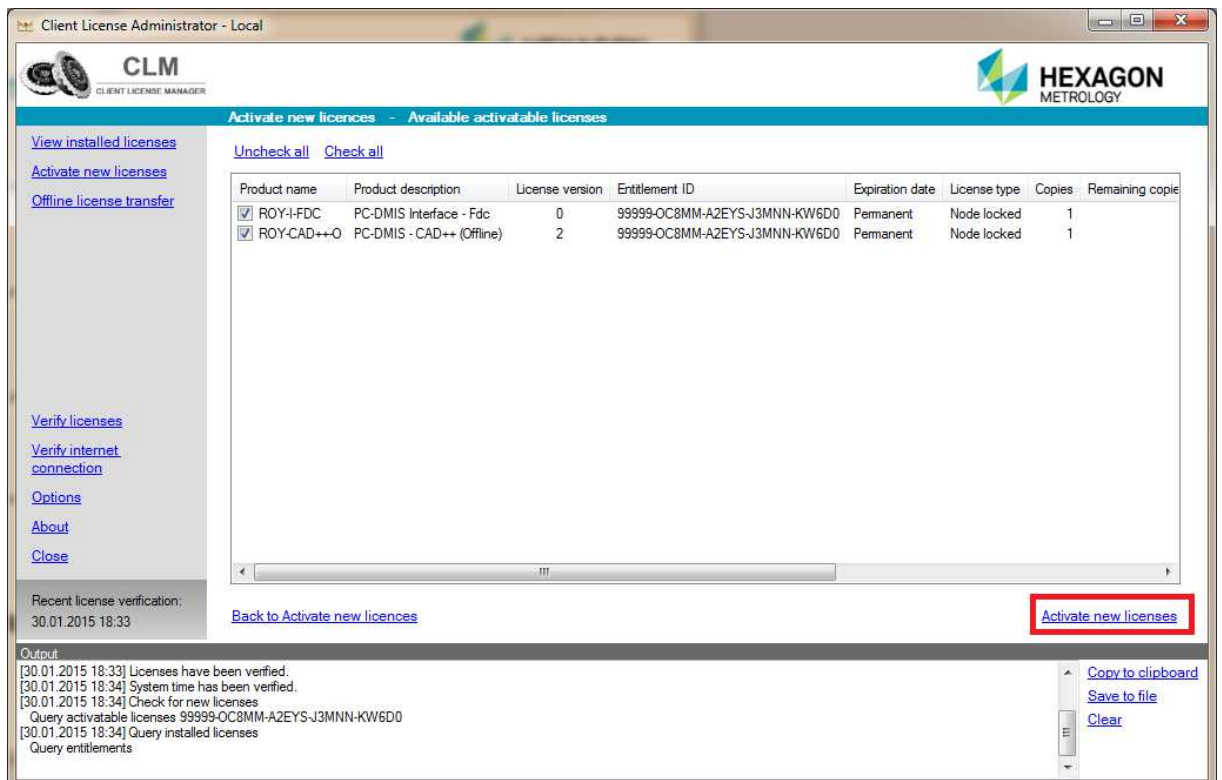 Client License Administrator - Local
CLM
CLIENT LICENSE MANAGER
HEXAGON
METROLOGY
Activate new licences - Available activatable licenses
View installed licenses
Activate new licenses
Offline license transfer
Uncheck all Check all
Product name Product description License version Entitlement ID Expiration date License type Copies Remaining copie
ROY-I-FDC PC-DMIS Interface - Fdc 0 99999-OC8MM-A2EYS-J3MNN-KW6D0 Permanent Node locked 1
ROY-CAD++-O PC-DMIS - CAD++ (Offline) 2 99999-OC8MM-A2EYS-J3MNN-KW6D0 Permanent Node locked 1
Verify licenses
Verify internet
connection
Options
About
Close
Recent license verification:
30.01.2015 18:33
Back to Activate new licences
Activate new licenses
Output
[30.01.2015 18:33] Licenses have been verified.
[30.01.2015 18:34] System time has been verified.
[30.01.2015 18:34] Check for new licenses
Query activatable licenses 99999-OC8MM-A2EYS-J3MNN-KW6D0
[30.01.2015 18:34] Query installed licenses
Query entitlements
Copy to clipboard
Save to file
Clear